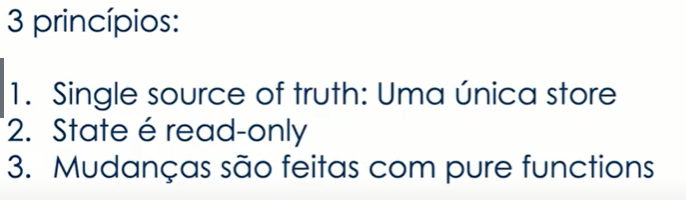 3 princípios:
1. Single source of truth: Uma única store
2. State é read-only
3. Mudanças são feitas com pure functions